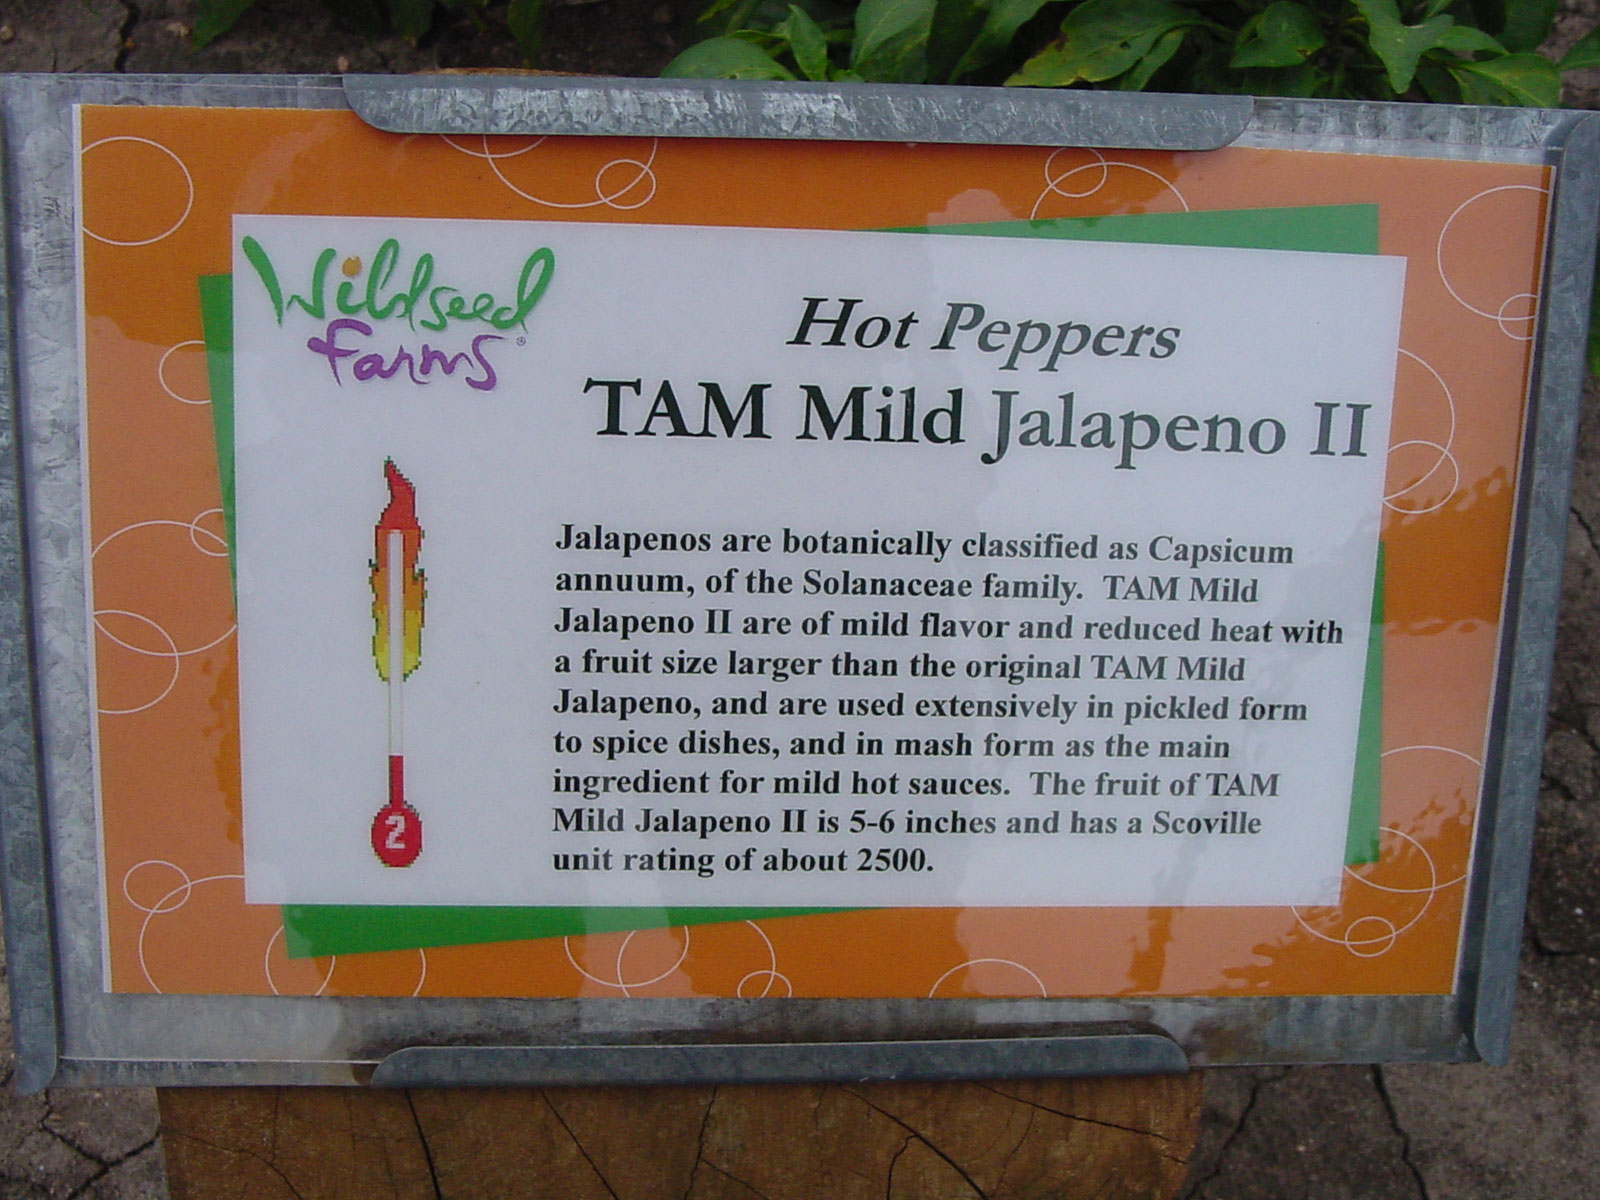 Wildseed
farms®
Hot Peppers
TAM Mild Jalapeno II
Jalapenos are botanically classified as Capsicum
annuum, of the Solanaceae family. TAM Mild
Jalapeno II are of mild flavor and reduced heat with
a fruit size larger than the original TAM Mild
Jalapeno, and are used extensively in pickled form
to spice dishes, and in mash form as the main
ingredient for mild hot sauces. The fruit of TAM
Mild Jalapeno II is 5-6 inches and has a Scoville
unit rating of about 2500.
2